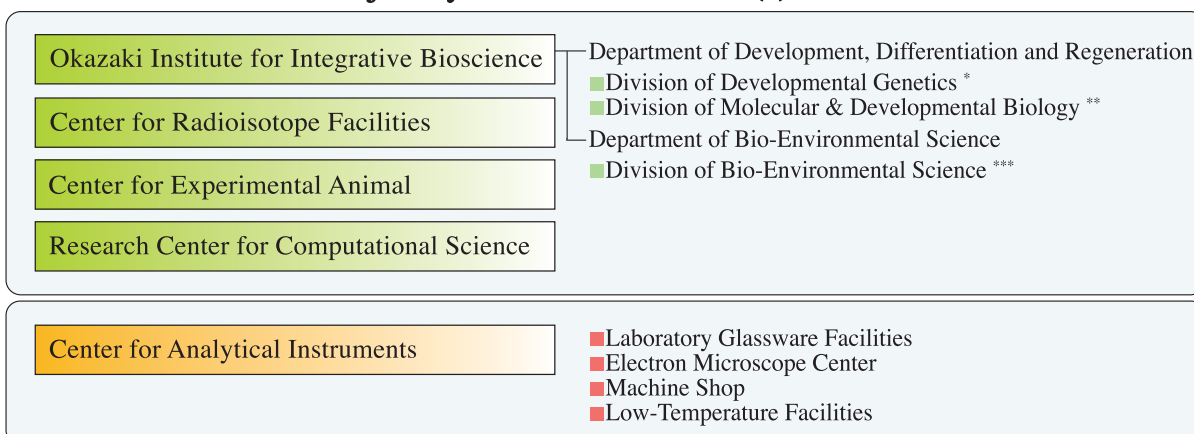 Okazaki Institute for Integrative Bioscience
Department of Development, Differentiation and Regeneration
Division of Developmental Genetics *
Division of Molecular & Developmental Biology **
Department of Bio-Environmental Science
Division of Bio-Environmental Science ***
Center for Radioisotope Facilities
Center for Experimental Animal
Research Center for Computational Science
Center for Analytical Instruments
Laboratory Glassware Facilities
Electron Microscope Center
Machine Shop
Low-Temperature Facilities